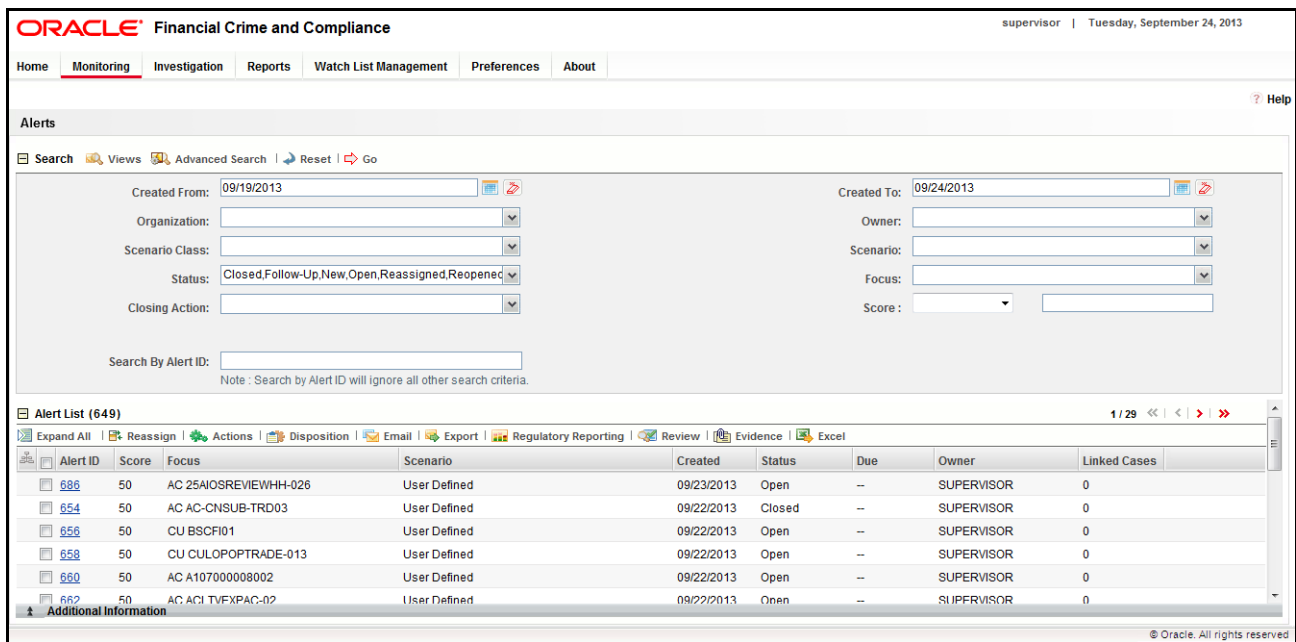 ORACLE® Financial Crime and Compliance
supervisor | Tuesday, September 24, 2013
Home Monitoring Investigation Reports Watch List Management Preferences About
? Help
Alerts
Search Views Advanced Search | Reset | Go
Created From: 09/19/2013 Created To: 09/24/2013
Organization: Owner:
Scenario Class: Scenario:
Status: Closed,Follow-Up,New,Open,Reassigned,Reopened Focus:
Closing Action: Score :
Search By Alert ID:
Note : Search by Alert ID will ignore all other search criteria.
Alert List (649) 1 / 29
Expand All | Reassign | Actions | Disposition | Email | Export | Regulatory Reporting | Review | Evidence | Excel
Alert ID Score Focus Scenario Created Status Due Owner Linked Cases
686 50 AC 25AIOSREVIEWHH-026 User Defined 09/23/2013 Open -- SUPERVISOR 0
654 50 AC AC-CNSUB-TRD03 User Defined 09/22/2013 Closed -- SUPERVISOR 0
656 50 CU BSCFI01 User Defined 09/22/2013 Open -- SUPERVISOR 0
658 50 CU CULOPOPTRADE-013 User Defined 09/22/2013 Open -- SUPERVISOR 0
660 50 AC A107000008002 User Defined 09/22/2013 Open -- SUPERVISOR 0
662 50 AC ACLTVEXPAC-02 User Defined 09/22/2013 Open -- SUPERVISOR 0
Additional Information
© Oracle. All rights reserved